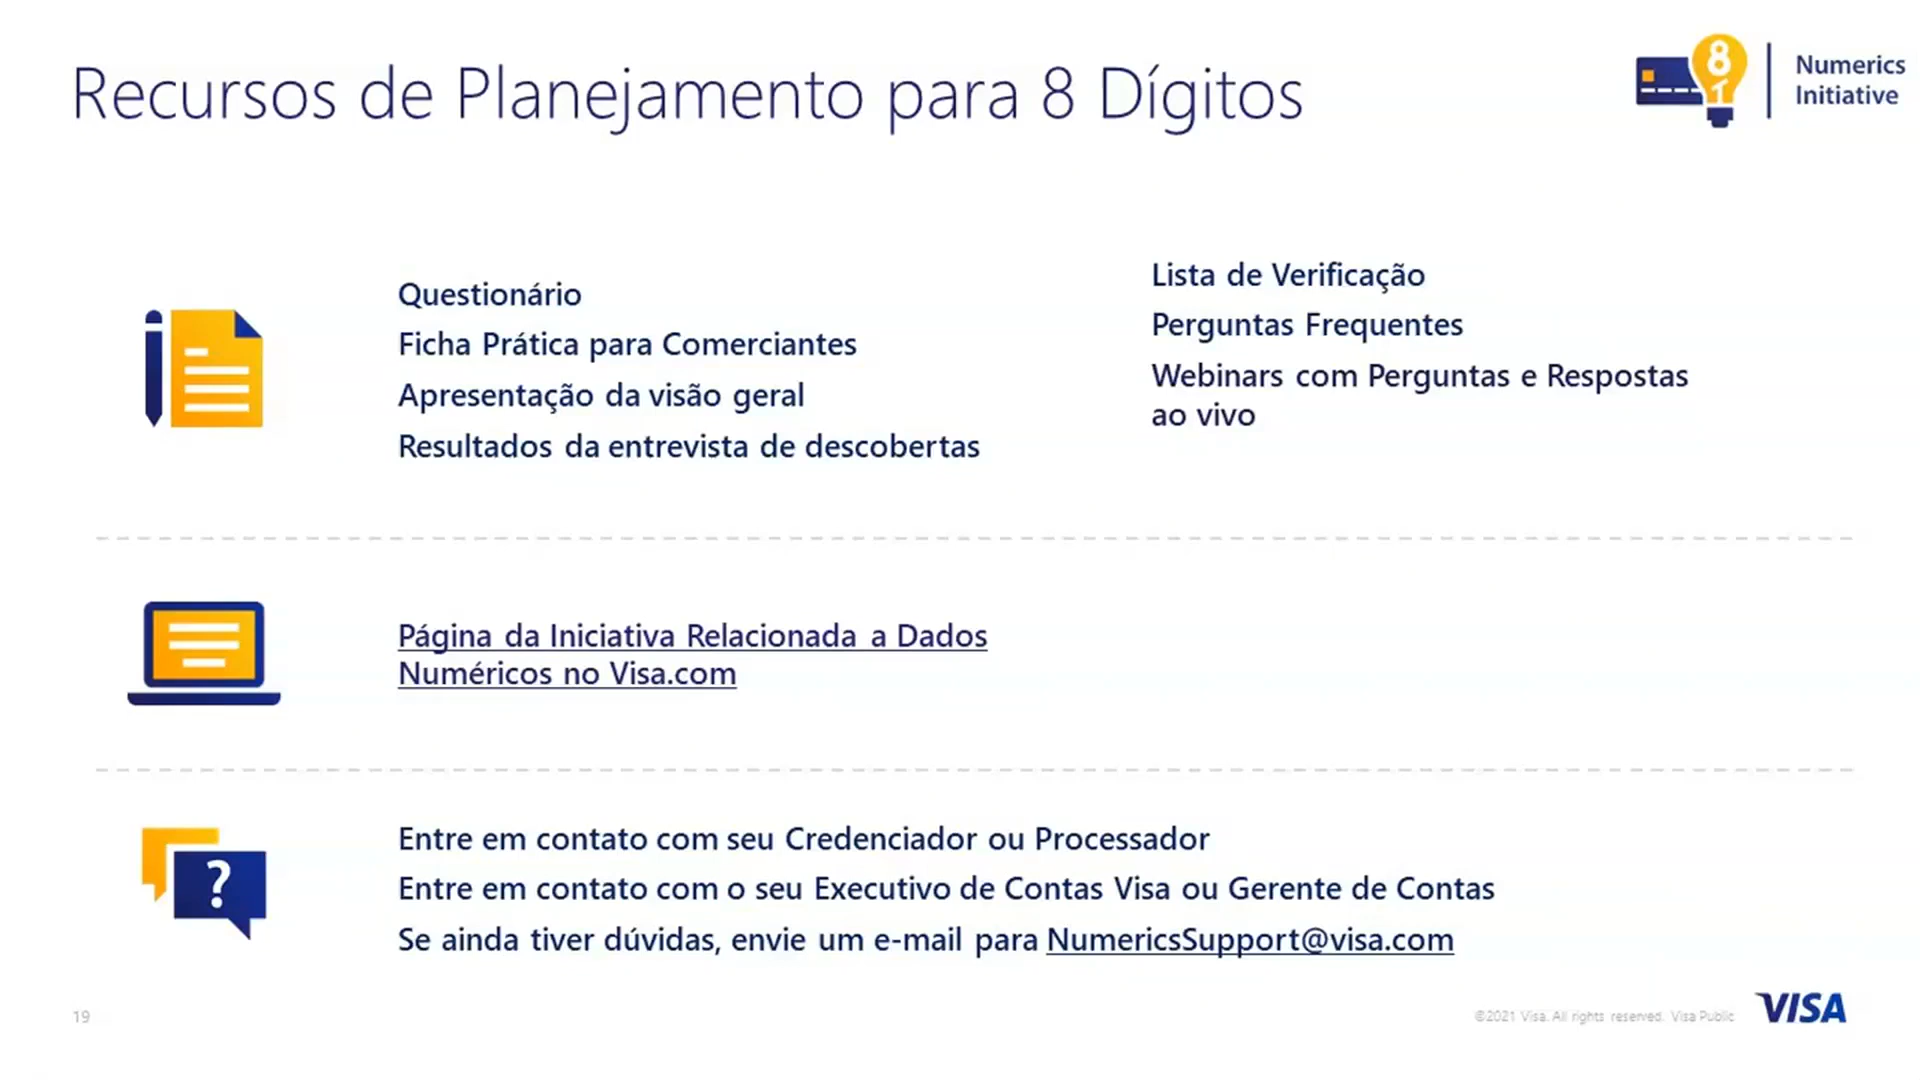 Recursos de Planejamento para 8 Dígitos
8
1
Numerics
Initiative
Questionário
Ficha Prática para Comerciantes
Apresentação da visão geral
Resultados da entrevista de descobertas
Lista de Verificação
Perguntas Frequentes
Webinars com Perguntas e Respostas
ao vivo
Página da Iniciativa Relacionada a Dados
Numéricos no Visa.com
?
Entre em contato com seu Credenciador ou Processador
Entre em contato com o seu Executivo de Contas Visa ou Gerente de Contas
Se ainda tiver dúvidas, envie um e-mail para NumericsSupport@visa.com
19
©2021 Visa. All rights reserved. Visa Public
VISA